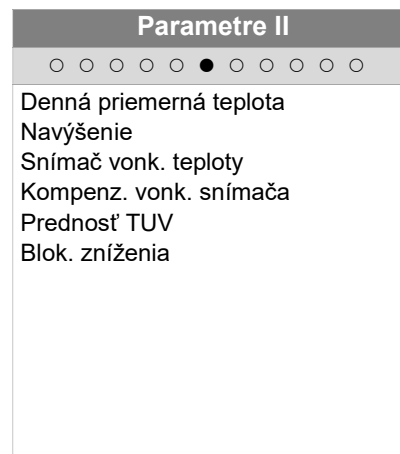 Parametre II
Denná priemerná teplota
Navýšenie
Snímač vonk. teploty
Kompenz. vonk. snímača
Prednosť TUV
Blok. zníženia